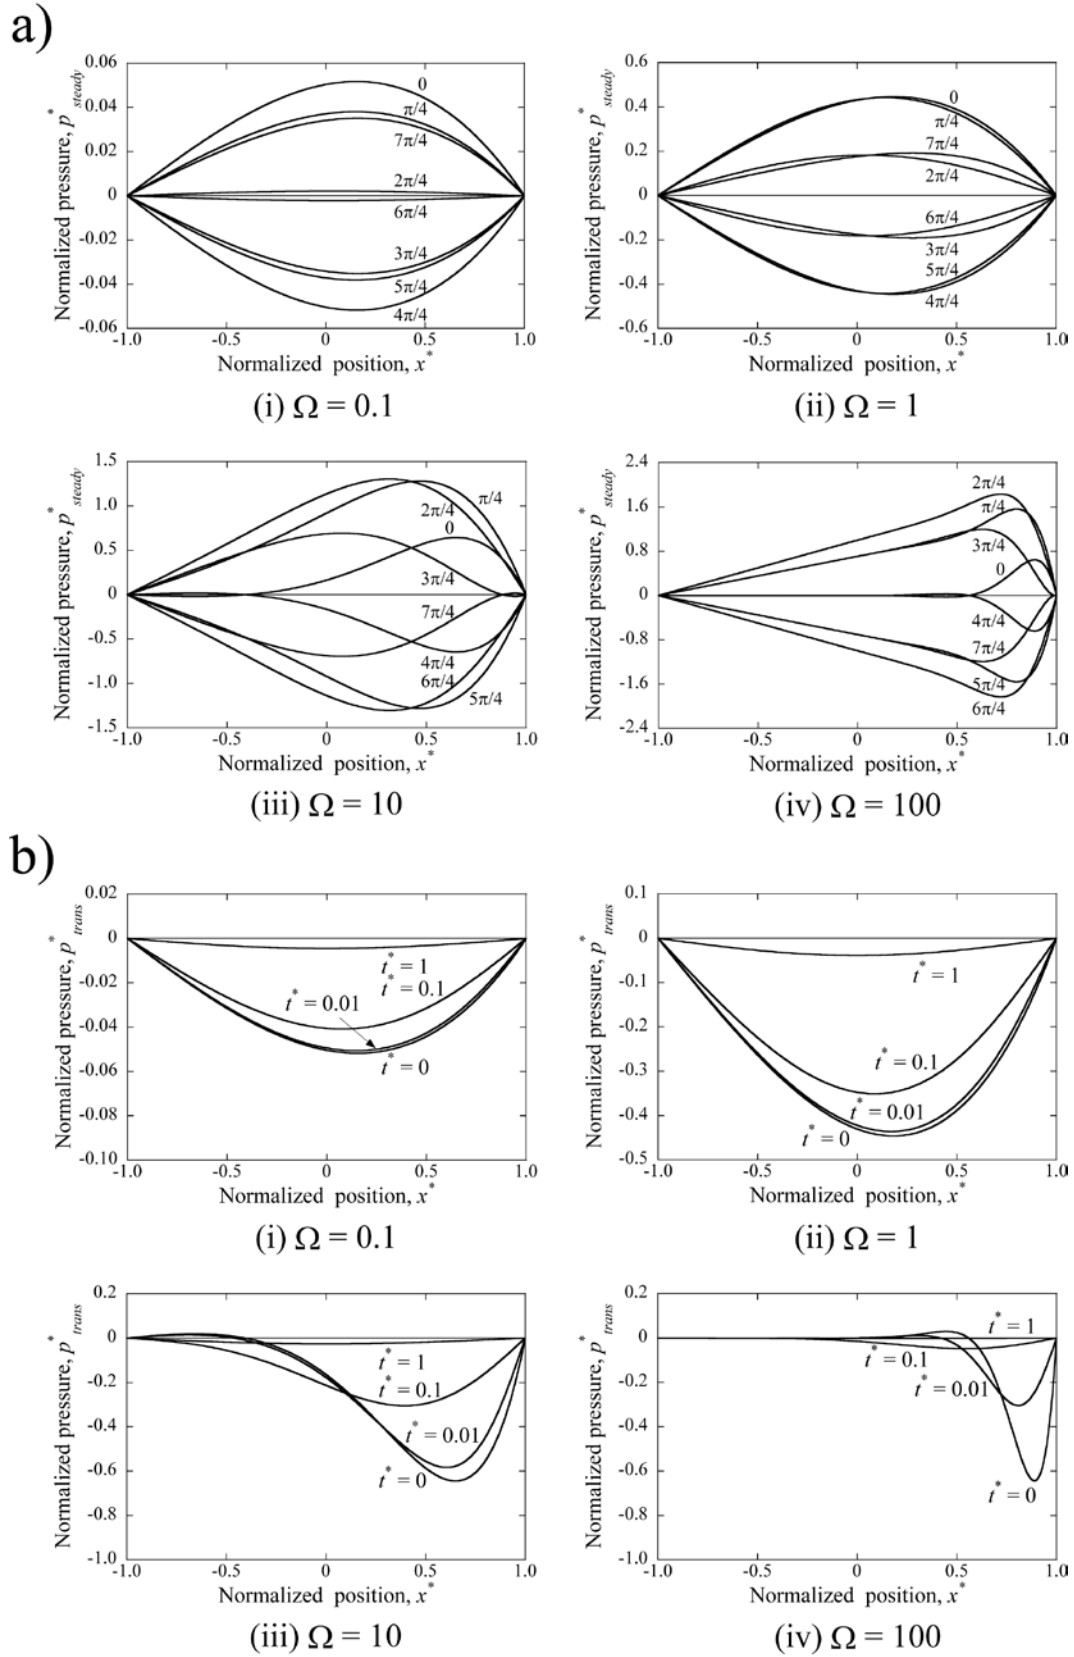 a)
Normalized pressure, p*steady
0.06
0.04
0.02
0
-0.02
-0.04
-0.06
0
π/4
7π/4
2π/4
6π/4
3π/4
5π/4
4π/4
-1.0 -0.5 0 0.5 1.0
Normalized position, x*
(i) Ω = 0.1
Normalized pressure, p*steady
0.6
0.4
0.2
0
-0.2
-0.4
-0.6
0
π/4
7π/4
2π/4
6π/4
3π/4
5π/4
4π/4
-1.0 -0.5 0 0.5 1.0
Normalized position, x*
(ii) Ω = 1
Normalized pressure, p*steady
1.5
1.0
0.5
0
-0.5
-1.0
-1.5
π/4
2π/4
0
3π/4
7π/4
4π/4
6π/4
5π/4
-1.0 -0.5 0 0.5 1.0
Normalized position, x*
(iii) Ω = 10
Normalized pressure, p*steady
2.4
1.6
0.8
0
-0.8
-1.6
-2.4
2π/4
π/4
3π/4
0
4π/4
7π/4
5π/4
6π/4
-1.0 -0.5 0 0.5 1.0
Normalized position, x*
(iv) Ω = 100
b)
Normalized pressure, p*trans
0.02
0
-0.02
-0.04
-0.06
-0.08
-0.10
t* = 1
t* = 0.1
t* = 0.01
t* = 0
-1.0 -0.5 0 0.5 1.0
Normalized position, x*
(i) Ω = 0.1
Normalized pressure, p*trans
0.1
0
-0.1
-0.2
-0.3
-0.4
-0.5
t* = 1
t* = 0.1
t* = 0.01
t* = 0
-1.0 -0.5 0 0.5 1.0
Normalized position, x*
(ii) Ω = 1
Normalized pressure, p*trans
0.2
0
-0.2
-0.4
-0.6
-0.8
-1.0
t* = 1
t* = 0.1
t* = 0.01
t* = 0
-1.0 -0.5 0 0.5 1.0
Normalized position, x*
(iii) Ω = 10
Normalized pressure, p*trans
0.2
0
-0.2
-0.4
-0.6
-0.8
-1.0
t* = 1
t* = 0.1
t* = 0.01
t* = 0
-1.0 -0.5 0 0.5 1.0
Normalized position, x*
(iv) Ω = 100